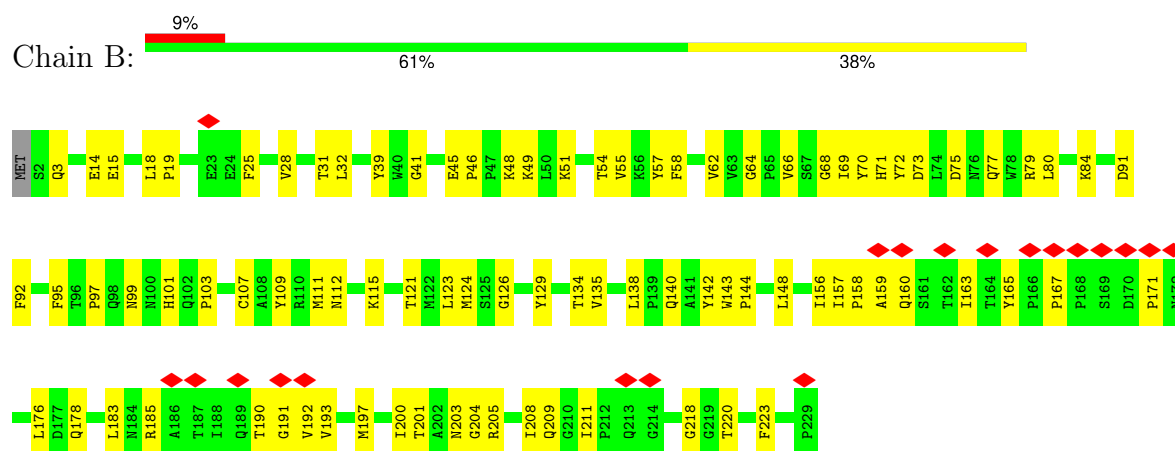 9%
Chain B:
61% 38%
MET S2 Q3 E14 E15 L18 P19 E23 E24 F25 V28 T31 L32 Y39 W40 G41 E45 P46 P47 K48 K49 L50 K51 T54 V55 K56 Y57 F58 V62 V63 G64 P65 V66 S67 G68 I69 Y70 H71 Y72 D73 L74 D75 N76 Q77 W78 R79 L80 K84 D91
F92 F95 T96 P97 Q98 N99 N100 H101 Q102 P103 C107 A108 Y109 R110 M111 N112 K115 T121 M122 L123 M124 S125 G126 Y129 T134 V135 L138 P139 Q140 A141 Y142 W143 P144 L148 I156 I157 P158 A159 Q160 S161 T162 I163 T164 Y165 P166 P167 P168 S169 D170 P171
L176 D177 Q178 L183 N184 R185 A186 T187 I188 Q189 T190 G191 V192 V193 M197 I200 T201 A202 N203 G204 R205 I208 Q209 G210 I211 P212 Q213 G214 G218 G219 T220 F223 P229